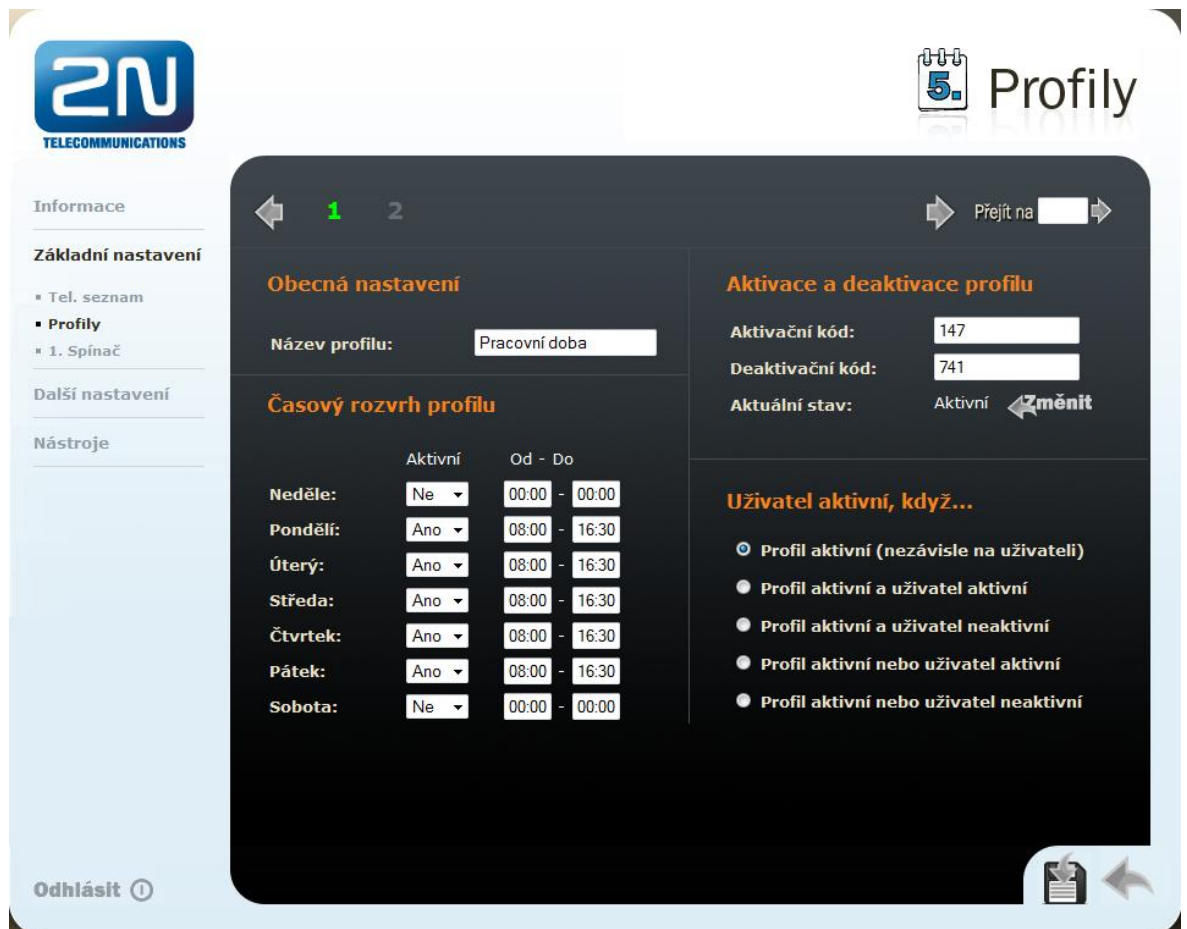 2N
TELECOMMUNICATIONS
5. Profily
Informace
Základní nastavení
Tel. seznam
Profily
1. Spínač
Další nastavení
Nástroje
Odhlásit
1 2
Přejít na
Obecná nastavení
Název profilu: Pracovní doba
Časový rozvrh profilu
Aktivní Od - Do
Neděle: Ne 00:00 - 00:00
Pondělí: Ano 08:00 - 16:30
Úterý: Ano 08:00 - 16:30
Středa: Ano 08:00 - 16:30
Čtvrtek: Ano 08:00 - 16:30
Pátek: Ano 08:00 - 16:30
Sobota: Ne 00:00 - 00:00
Aktivace a deaktivace profilu
Aktivační kód: 147
Deaktivační kód: 741
Aktuální stav: Aktivní Změnit
Uživatel aktivní, když...
Profil aktivní (nezávisle na uživateli)
Profil aktivní a uživatel aktivní
Profil aktivní a uživatel neaktivní
Profil aktivní nebo uživatel aktivní
Profil aktivní nebo uživatel neaktivní